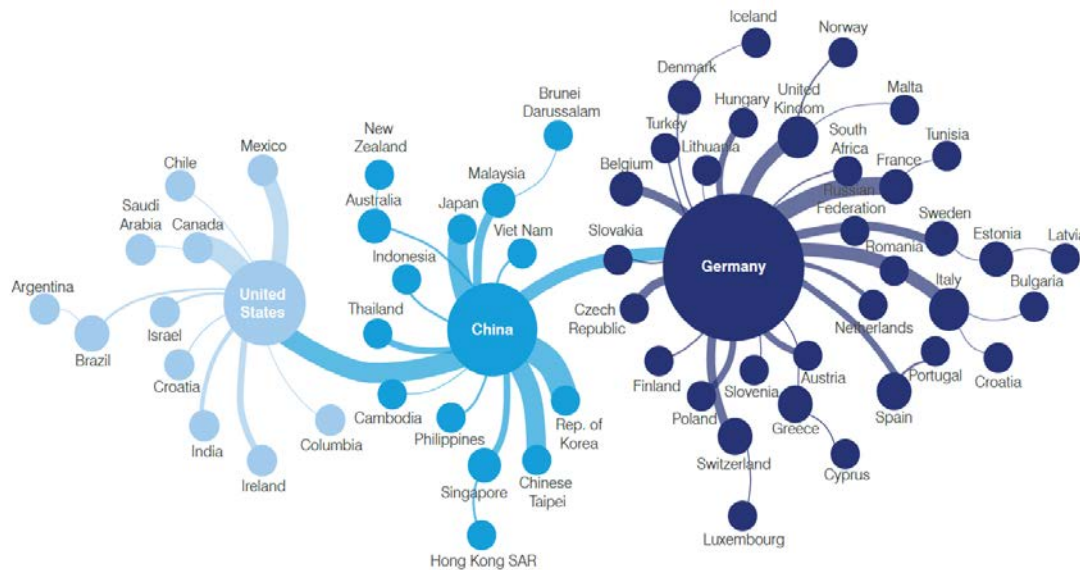 Iceland
Norway
Denmark
Hungary
United
Kindom
Malta
Brunei
Darussalam
New
Zealand
Turkey
Lithuania
South
Africa
Tunisia
Mexico
Chile
Malaysia
Belgium
France
Saudi
Arabia
Canada
Australia
Japan
Russian
Federation
Sweden
Estonia
Latvia
Viet Nam
Slovakia
Indonesia
Romania
Germany
Italy
Bulgaria
Argentina
United
States
Israel
Thailand
China
Czech
Republic
Netherlands
Brazil
Croatia
Cambodia
Finland
Slovenia
Austria
Portugal
Croatia
Columbia
Philippines
Rep. of
Korea
Poland
Spain
India
Greece
Ireland
Singapore
Chinese
Taipei
Switzerland
Cyprus
Hong Kong SAR
Luxembourg